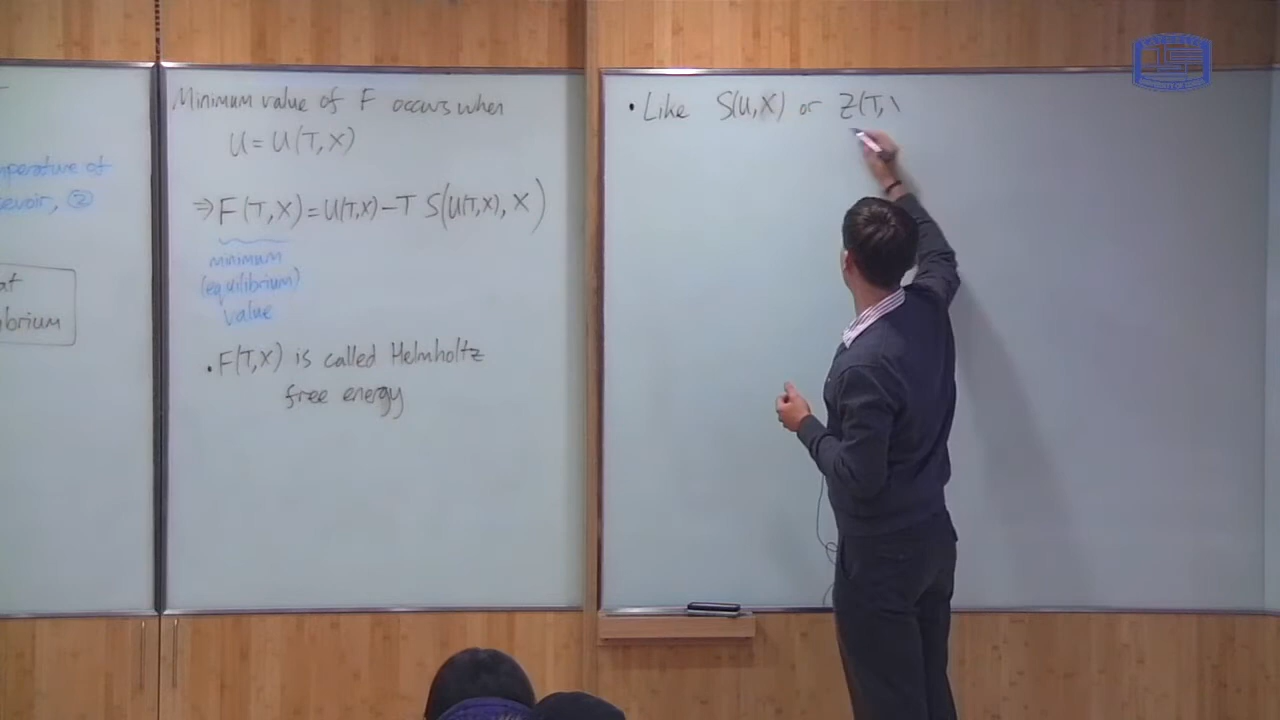 perature of
evoir, ②
at
ibrium
Minimum value of F occurs when
U = U(T,X)
⇒ F(T,X) = U(T,X) - T S(U(T,X), X)
minimum
(equilibrium)
value
• F(T,X) is called Helmholtz
free energy
• Like S(U,X) or Z(T,